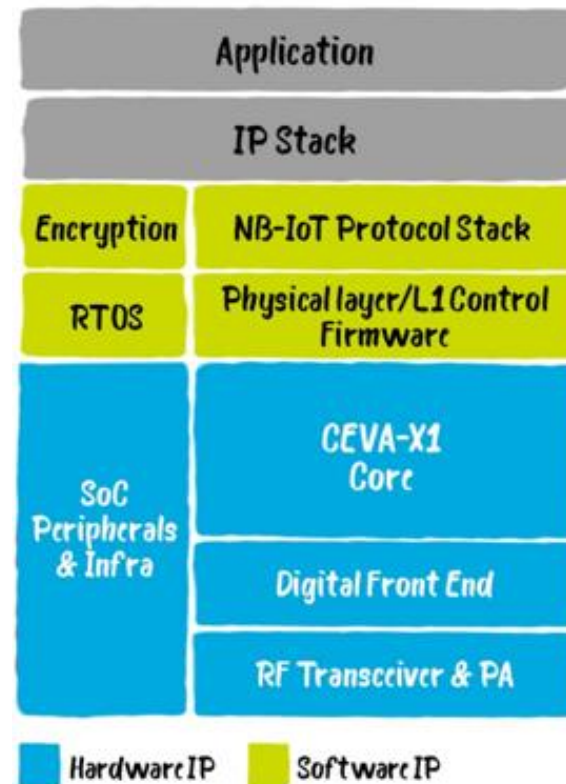 Application
IP Stack
Encryption
NB-IoT Protocol Stack
RTOS
Physical layer/L1 Control
Firmware
SoC
Peripherals
& Infra
CEVA-X1
Core
Digital Front End
RF Transceiver & PA
Hardware IP
Software IP